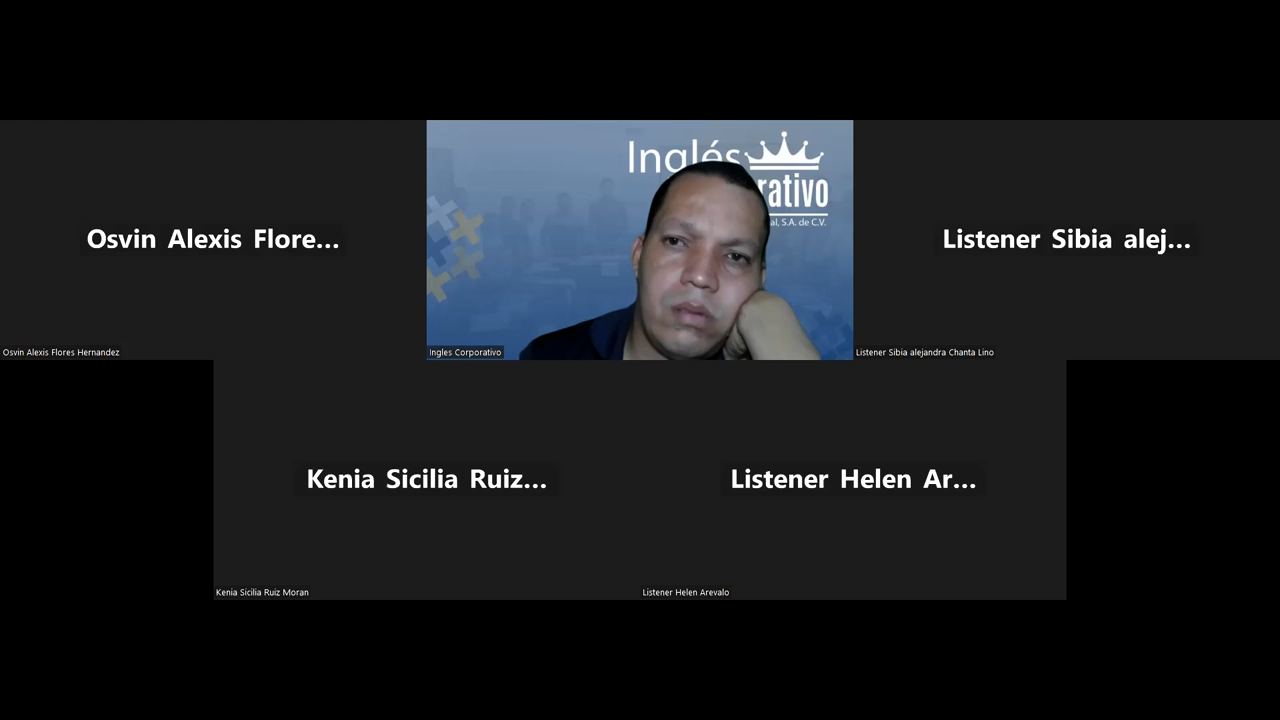 Osvin Alexis Flore...
Osvin Alexis Flores Hernandez
Inglés
rativo
al, S.A. de C.V.
Ingles Corporativo
Listener Sibia alej...
Listener Sibia alejandra Chanta Lino
Kenia Sicilia Ruiz...
Kenia Sicilia Ruiz Moran
Listener Helen Ar...
Listener Helen Arevalo